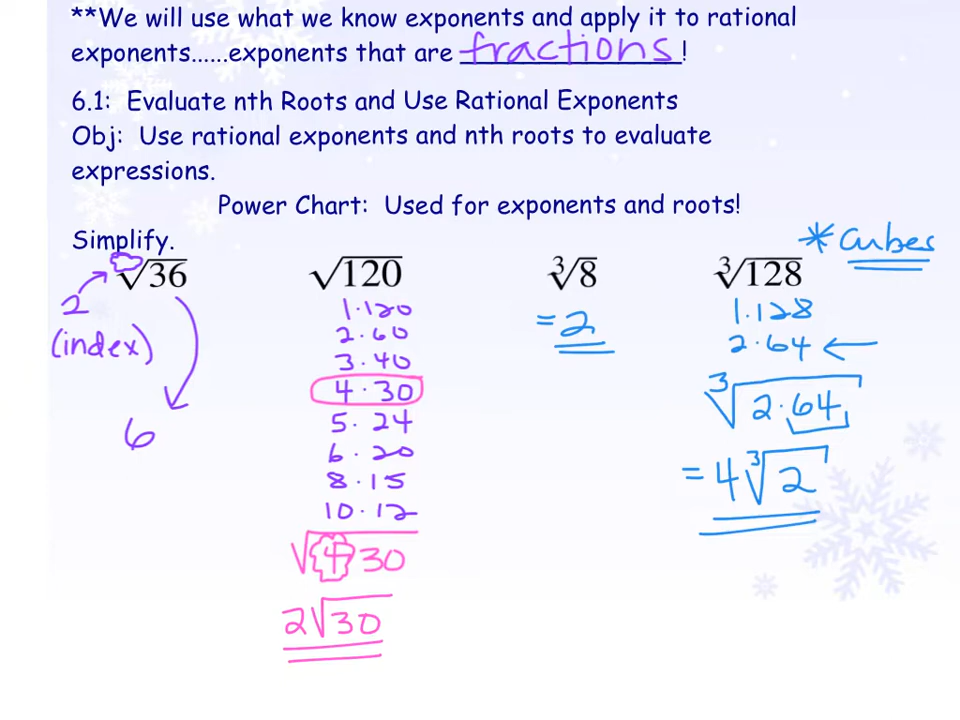 **We will use what we know exponents and apply it to rational
exponents......exponents that are fractions!
6.1: Evaluate nth Roots and Use Rational Exponents
Obj: Use rational exponents and nth roots to evaluate
expressions.
Power Chart: Used for exponents and roots!
Simplify.
*Cubes
√36
2
(index)
6
√120
1·120
2·60
3·40
4·30
5·24
6·20
8·15
10·12
√4·30
2√30
∛8
=2
∛128
1·128
2·64 ←
∛2·64
=4∛2